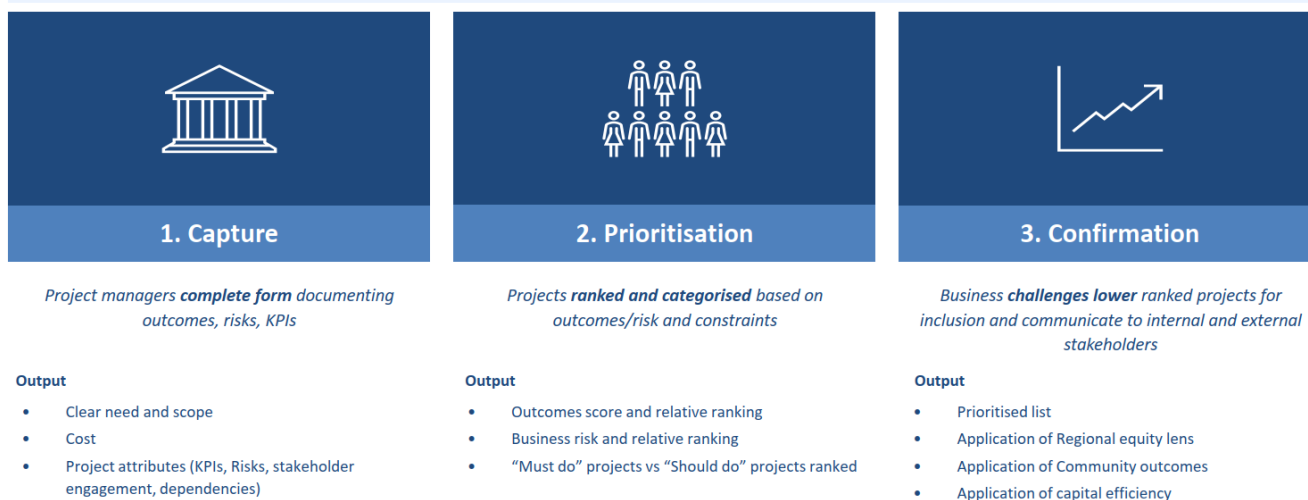 1. Capture
Project managers complete form documenting
outcomes, risks, KPIs
Output
• Clear need and scope
• Cost
• Project attributes (KPIs, Risks, stakeholder
engagement, dependencies)
2. Prioritisation
Projects ranked and categorised based on
outcomes/risk and constraints
Output
• Outcomes score and relative ranking
• Business risk and relative ranking
• “Must do” projects vs “Should do” projects ranked
3. Confirmation
Business challenges lower ranked projects for
inclusion and communicate to internal and external
stakeholders
Output
• Prioritised list
• Application of Regional equity lens
• Application of Community outcomes
• Application of capital efficiency